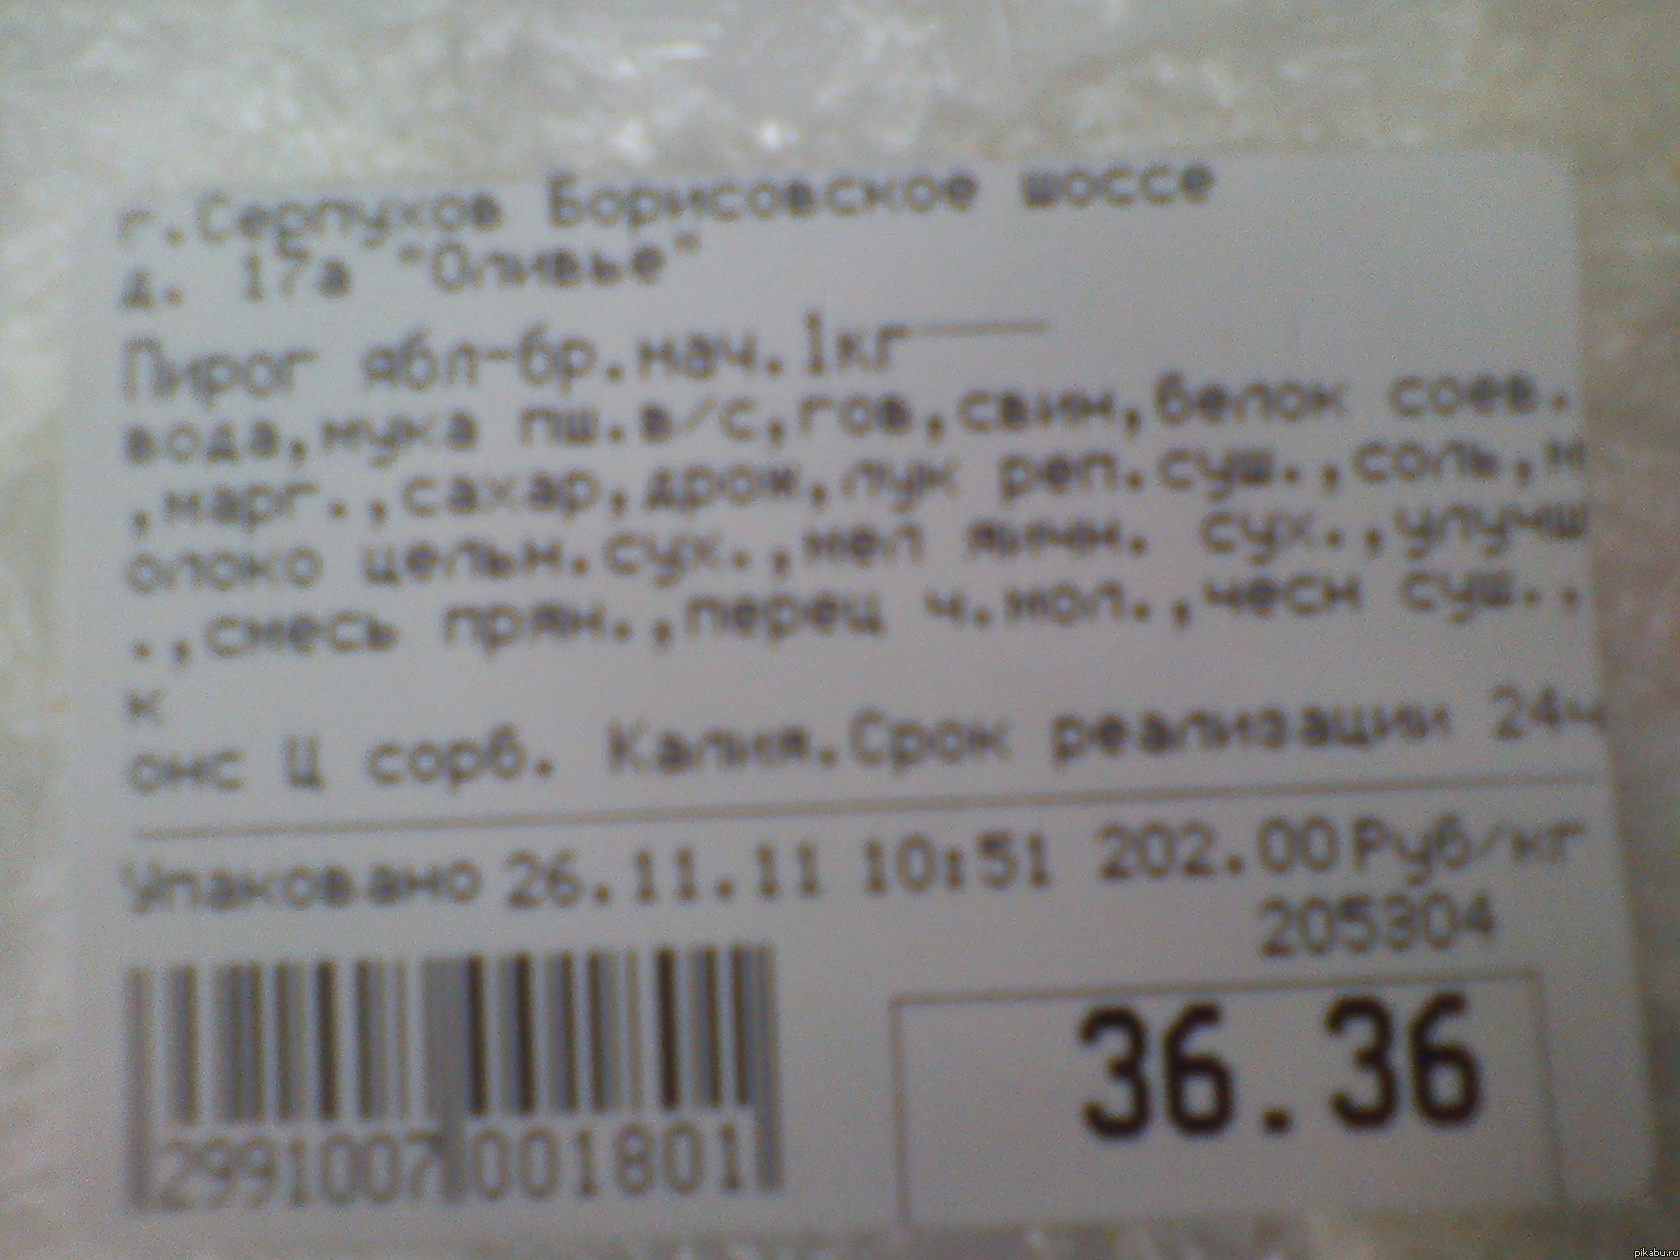 г.Серпухов Борисовское шоссе
д. 17а "Оливье"
Пирог ябл-бр.нач.1кг
вода,мука пш.в/с,гов,свин,белок соев.
,марг.,сахар,дрож,лук реп.суш.,соль,м
олоко цельн.сух.,мел яичн. сух.,улучш
.,смесь прян.,перец ч.мол.,чесн суш.,
к
онс Ц сорб. Калия.Срок реализации 24ч
Упаковано 26.11.11 10:51 202.00Руб/кг
205304
36.36
2991007001801
pikabu.ru